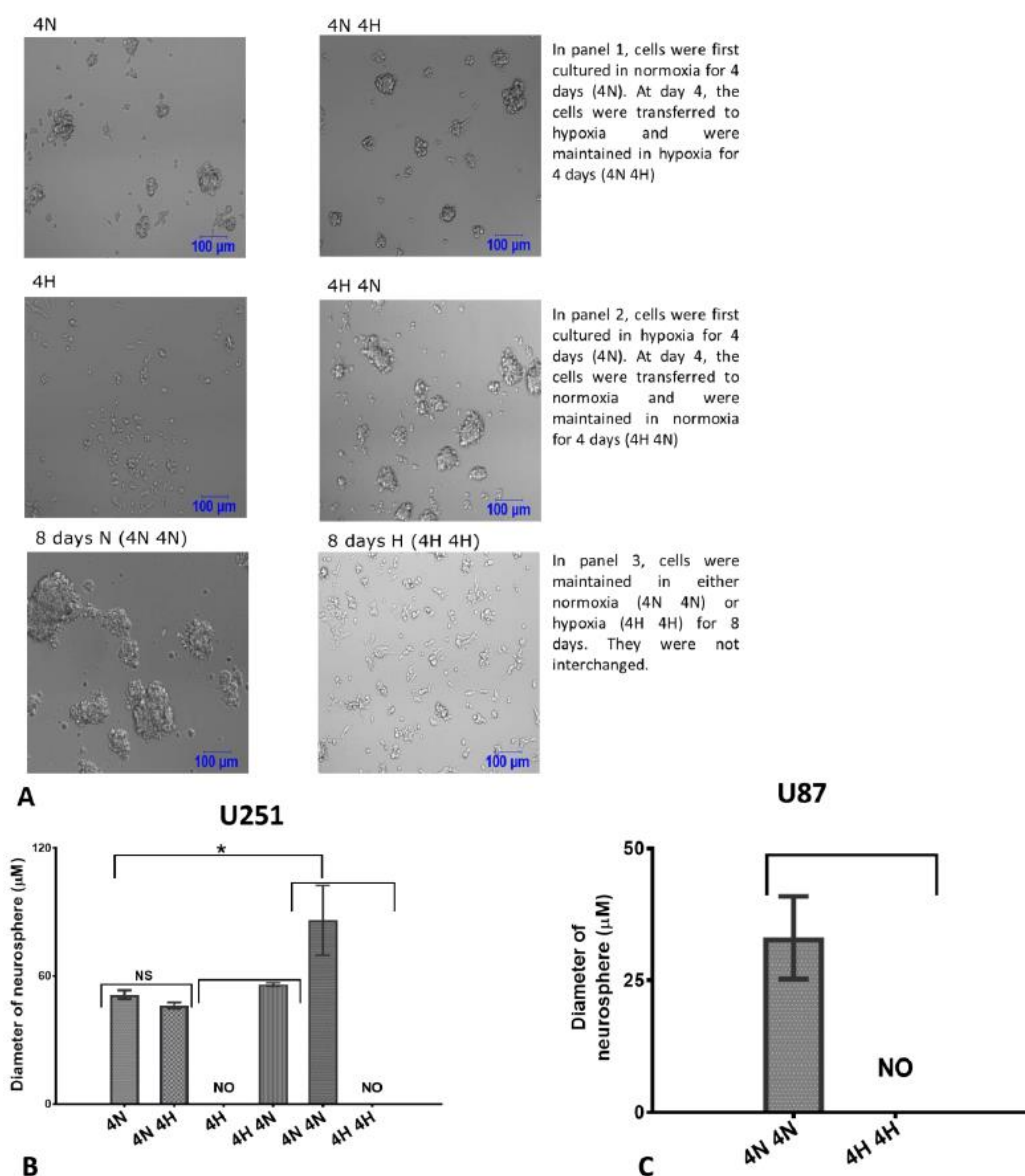 4N
4N 4H
In panel 1, cells were first
cultured in normoxia for 4
days (4N). At day 4, the
cells were transferred to
hypoxia and were
maintained in hypoxia for
4 days (4N 4H)
100 µm
100 µm
4H
4H 4N
In panel 2, cells were first
cultured in hypoxia for 4
days (4N). At day 4, the
cells were transferred to
normoxia and were
maintained in normoxia
for 4 days (4H 4N)
100 µm
100 µm
8 days N (4N 4N)
8 days H (4H 4H)
In panel 3, cells were
maintained in either
normoxia (4N 4N) or
hypoxia (4H 4H) for 8
days. They were not
interchanged.
100 µm
100 µm
A
U251
Diameter of neurosphere (µM)
120
60
0
*
NS
NO
NO
4N
4N 4H
4H
4H 4N
4N 4N
4H 4H
B
U87
Diameter of
neurosphere (µM)
50
25
0
NO
4N 4N
4H 4H
C